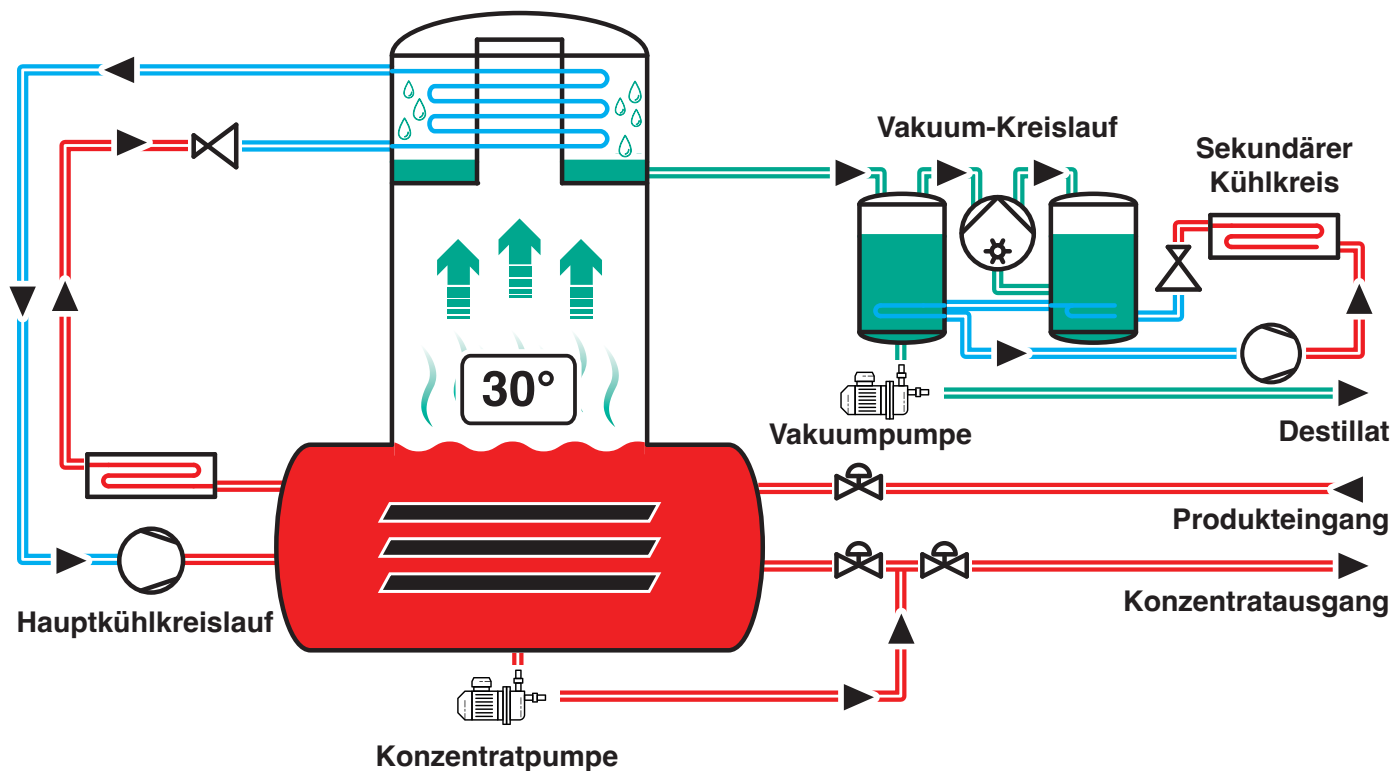 Vakuum-Kreislauf
Sekundärer
Kühlkreis
30°
Vakuumpumpe
Destillat
Produkteingang
Konzentratausgang
Hauptkühlkreislauf
Konzentratpumpe